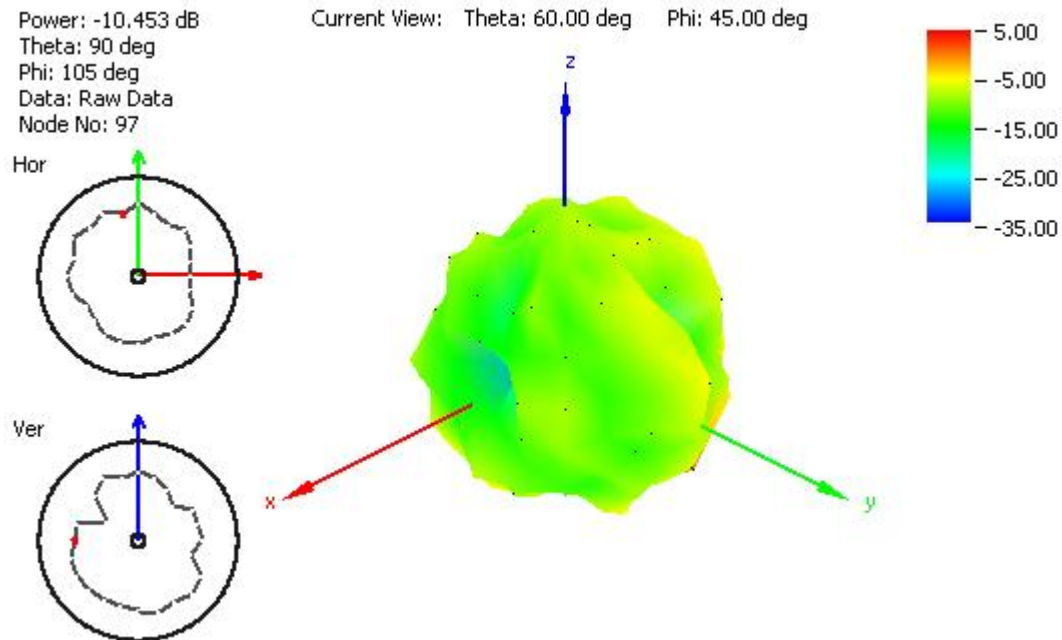 Power: -10.453 dB
Theta: 90 deg
Phi: 105 deg
Data: Raw Data
Node No: 97
Current View: Theta: 60.00 deg Phi: 45.00 deg
5.00
-5.00
-15.00
-25.00
-35.00
Hor
z
x
y
Ver